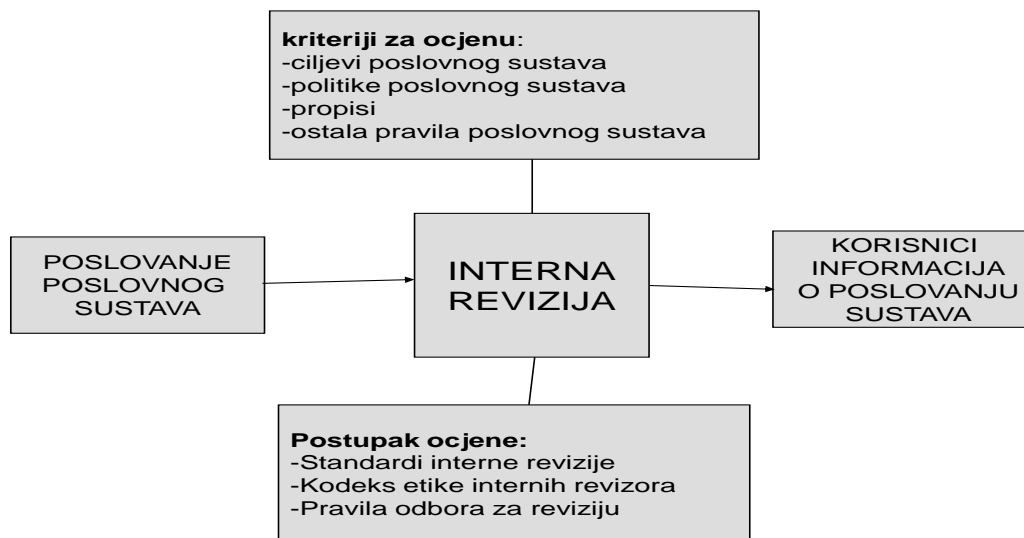 kriteriji za ocjenu:
-ciljevi poslovnog sustava
-politike poslovnog sustava
-propisi
-ostala pravila poslovnog sustava
POSLOVANJE
POSLOVNOG
SUSTAVA
INTERNA
REVIZIJA
KORISNICI
INFORMACIJA
O POSLOVANJU
SUSTAVA
Postupak ocjene:
-Standardi interne revizije
-Kodeks etike internih revizora
-Pravila odbora za reviziju